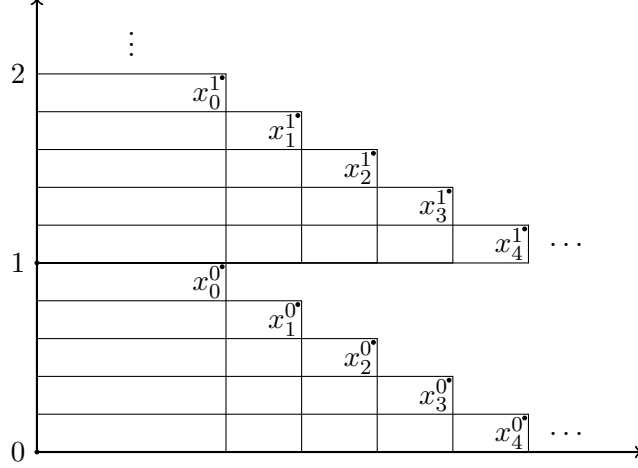 ⋮
2
x_0^1
x_1^1
x_2^1
x_3^1
x_4^1 ⋯
1
x_0^0
x_1^0
x_2^0
x_3^0
x_4^0 ⋯
0